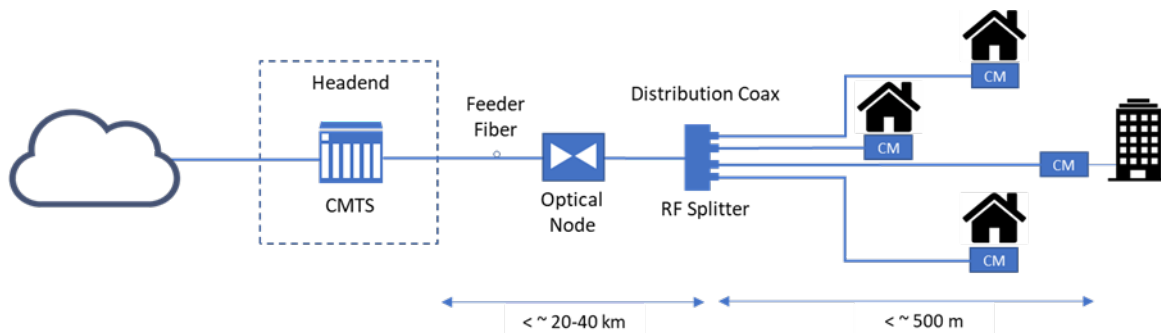 Headend
CMTS
Feeder
Fiber
Optical
Node
Distribution Coax
RF Splitter
CM
CM
CM
CM
< ~ 20-40 km
< ~ 500 m